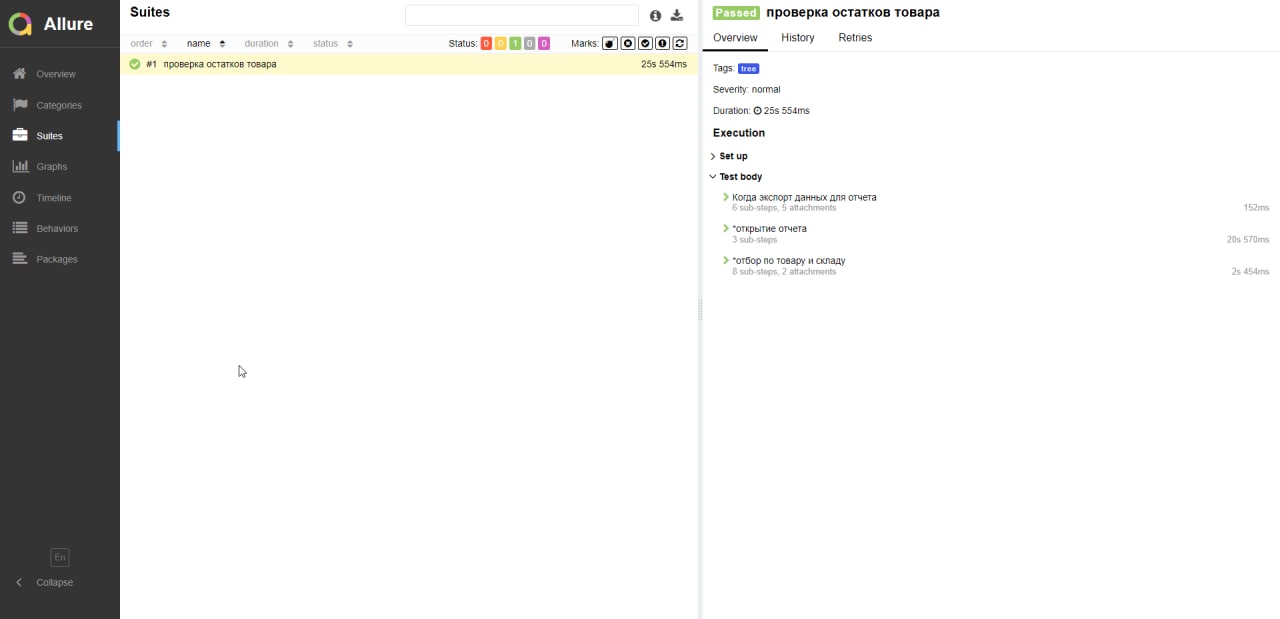 Allure
Overview
Categories
Suites
Graphs
Timeline
Behaviors
Packages
En
Collapse
Suites
order name duration status Status: 0 0 1 0 0 Marks:
#1 проверка остатков товара 25s 554ms
Passed проверка остатков товара
Overview History Retries
Tags: tree
Severity: normal
Duration: 25s 554ms
Execution
Set up
Test body
Когда экспорт данных для отчета
6 sub-steps, 5 attachments 152ms
*открытие отчета
3 sub-steps 20s 570ms
*отбор по товару и складу
8 sub-steps, 2 attachments 2s 454ms